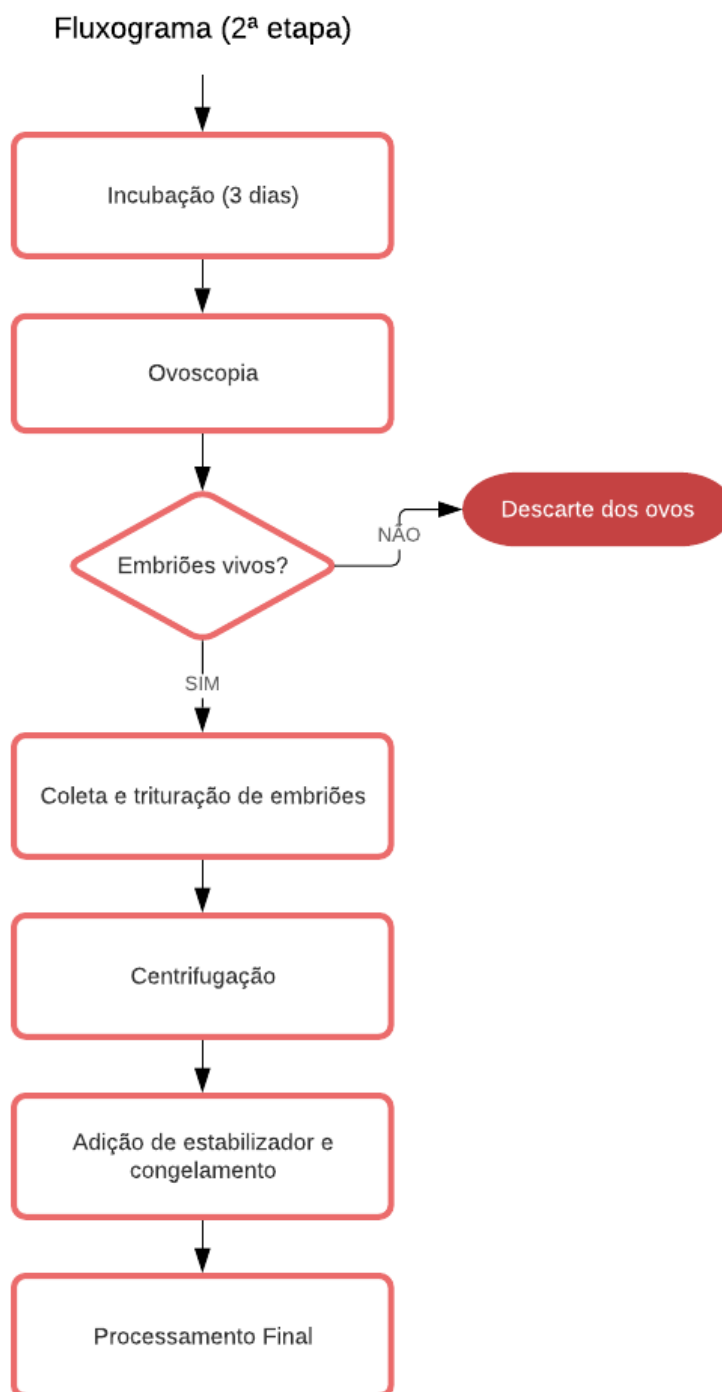 Fluxograma (2ª etapa)
Incubação (3 dias)
Ovoscopia
Descarte dos ovos
NÃO
Embriões vivos?
SIM
Coleta e trituração de embriões
Centrifugação
Adição de estabilizador e
congelamento
Processamento Final